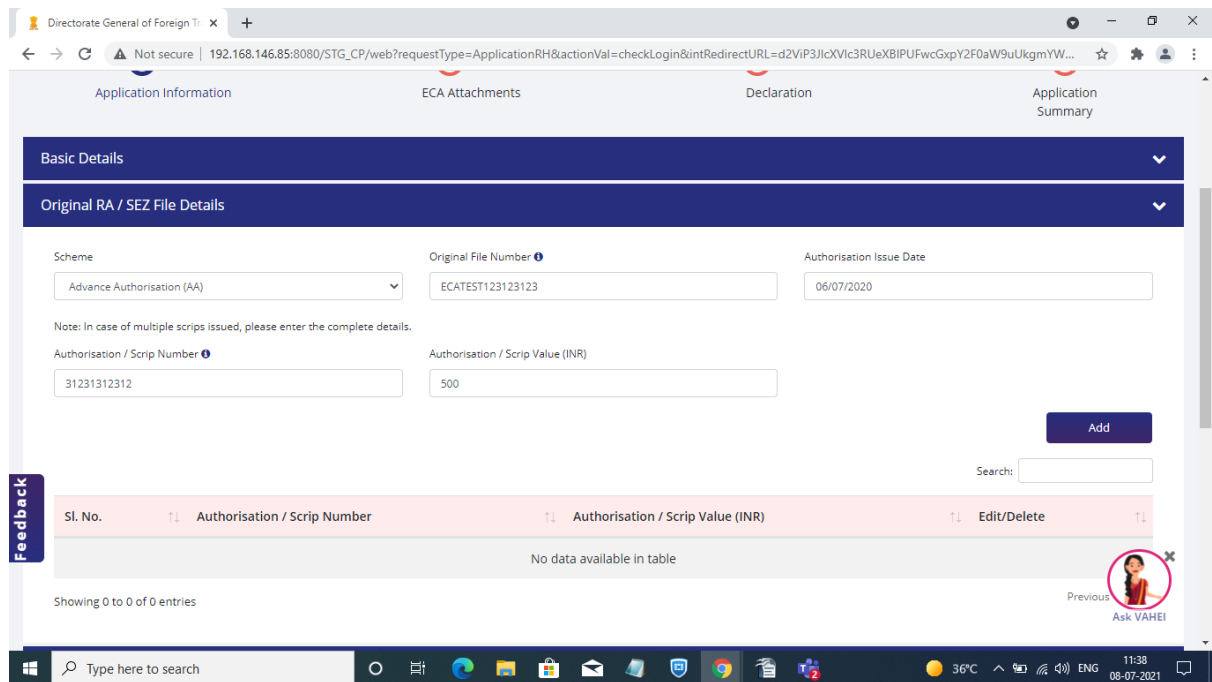 Directorate General of Foreign Tr
Not secure | 192.168.146.85:8080/STG_CP/web?requestType=ApplicationRH&actionVal=checkLogin&intRedirectURL=
Application Information ECA Attachments Declaration Application
Summary
Basic Details
Original RA / SEZ File Details
Scheme Original File Number Authorisation Issue Date
Advance Authorisation (AA) ECATEST123123123 06/07/2020
Note: In case of multiple scrips issued, please enter the complete details.
Authorisation / Scrip Number Authorisation / Scrip Value (INR)
31231312312 500
Add
Search:
Feedback
Sl. No. Authorisation / Scrip Number Authorisation / Scrip Value (INR) Edit/Delete
No data available in table
Showing 0 to 0 of 0 entries Previous
Ask VAHEI
Type here to search 2 36°C ENG 11:38
08-07-2021